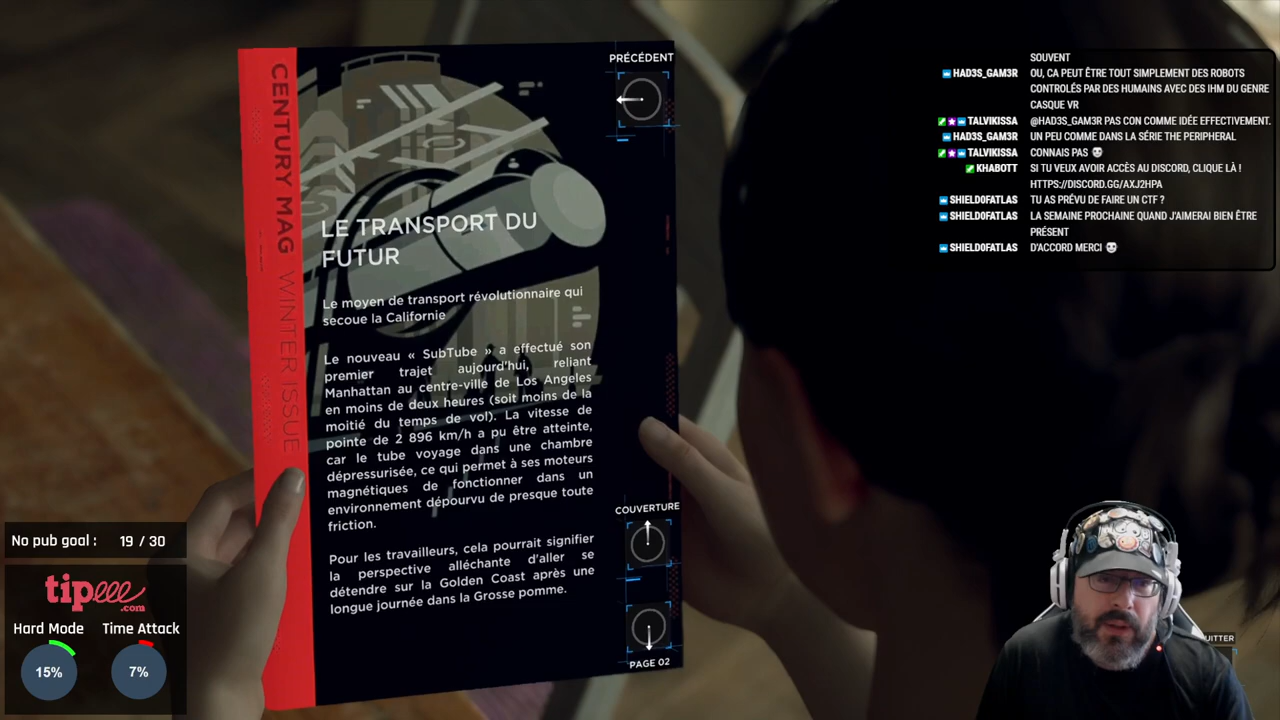 CENTURY MAG WINTER ISSUE
PRÉCÉDENT
LE TRANSPORT DU
FUTUR
Le moyen de transport révolutionnaire qui
secoue la Californie
Le nouveau « SubTube » a effectué son
premier trajet aujourd'hui, reliant
Manhattan au centre-ville de Los Angeles
en moins de deux heures (soit moins de la
moitié du temps de vol). La vitesse de
pointe de 2 896 km/h a pu être atteinte,
car le tube voyage dans une chambre
dépressurisée, ce qui permet à ses moteurs
magnétiques de fonctionner dans un
environnement dépourvu de presque toute
friction.
Pour les travailleurs, cela pourrait signifier
la perspective alléchante d'aller se
détendre sur la Golden Coast après une
longue journée dans la Grosse pomme.
COUVERTURE
PAGE 02
SOUVENT
HAD3S_GAM3R OU, CA PEUT ÊTRE TOUT SIMPLEMENT DES ROBOTS
CONTROLÉS PAR DES HUMAINS AVEC DES IHM DU GENRE
CASQUE VR
TALVIKISSA @HAD3S_GAM3R PAS CON COMME IDÉE EFFECTIVEMENT.
HAD3S_GAM3R UN PEU COMME DANS LA SÉRIE THE PERIPHERAL
TALVIKISSA CONNAIS PAS
KHABOTT SI TU VEUX AVOIR ACCÈS AU DISCORD, CLIQUE LÀ !
HTTPS://DISCORD.GG/AXJ2HPA
SHIELD0FATLAS TU AS PRÉVU DE FAIRE UN CTF ?
SHIELD0FATLAS LA SEMAINE PROCHAINE QUAND J'AIMERAI BIEN ÊTRE
PRÉSENT
SHIELD0FATLAS D'ACCORD MERCI
No pub goal : 19 / 30
tipeee
.com
Hard Mode Time Attack
15% 7%
UITTER